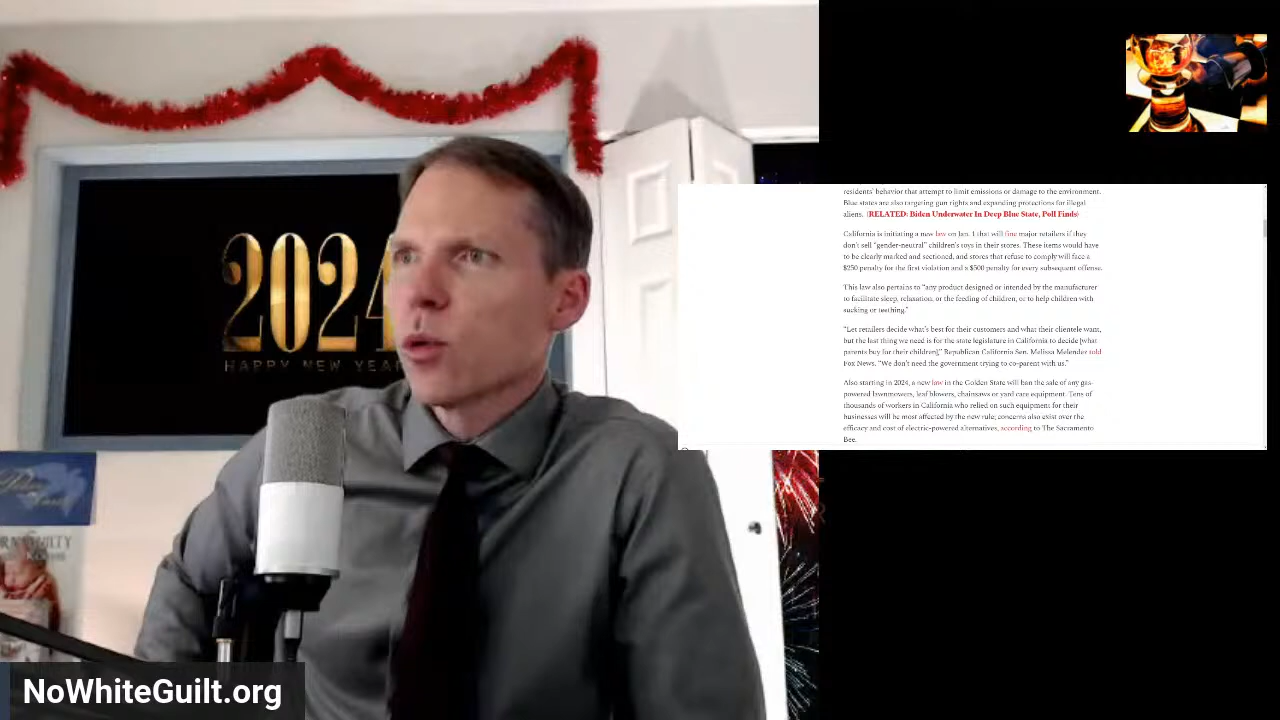 2024
HAPPY NEW YEAR
residents' behavior that attempt to limit emissions or damage to the environment.
Blue states are also targeting gun rights and expanding protections for illegal
aliens. (RELATED: Biden Underwater In Deep Blue State, Poll Finds)
California is initiating a new law on Jan. 1 that will fine major retailers if they
don't sell “gender-neutral” children's toys in their stores. These items would have
to be clearly marked and sectioned, and stores that refuse to comply will face a
$250 penalty for the first violation and a $500 penalty for every subsequent offense.
This law also pertains to “any product designed or intended by the manufacturer
to facilitate sleep, relaxation, or the feeding of children, or to help children with
sucking or teething.”
“Let retailers decide what's best for their customers and what their clientele want,
but the last thing we need is for the state legislature in California to decide [what
parents buy for their children],” Republican California Sen. Melissa Melendez told
Fox News. “We don't need the government trying to co-parent with us.”
Also starting in 2024, a new law in the Golden State will ban the sale of any gas-
powered lawnmowers, leaf blowers, chainsaws or yard care equipment. Tens of
thousands of workers in California who relied on such equipment for their
businesses will be most affected by the new rule; concerns also exist over the
efficacy and cost of electric-powered alternatives, according to The Sacramento
Bee.
NoWhiteGuilt.org